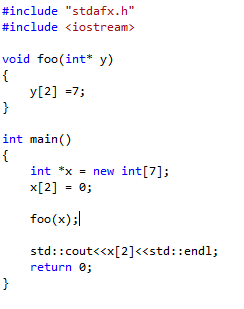 #include "stdafx.h"
#include <iostream>
void foo(int* y)
{
y[2] =7;
}
int main()
{
int *x = new int[7];
x[2] = 0;
foo(x);
std::cout<<x[2]<<std::endl;
return 0;
}